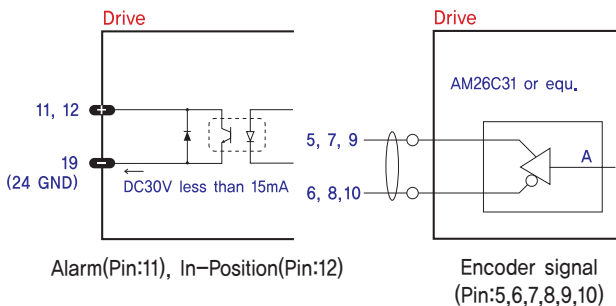 Drive
11, 12
+
19
(24 GND)
−
DC30V less than 15mA
Alarm(Pin:11), In-Position(Pin:12)
Drive
AM26C31 or equ.
5, 7, 9
A
6, 8,10
Encoder signal
(Pin:5,6,7,8,9,10)